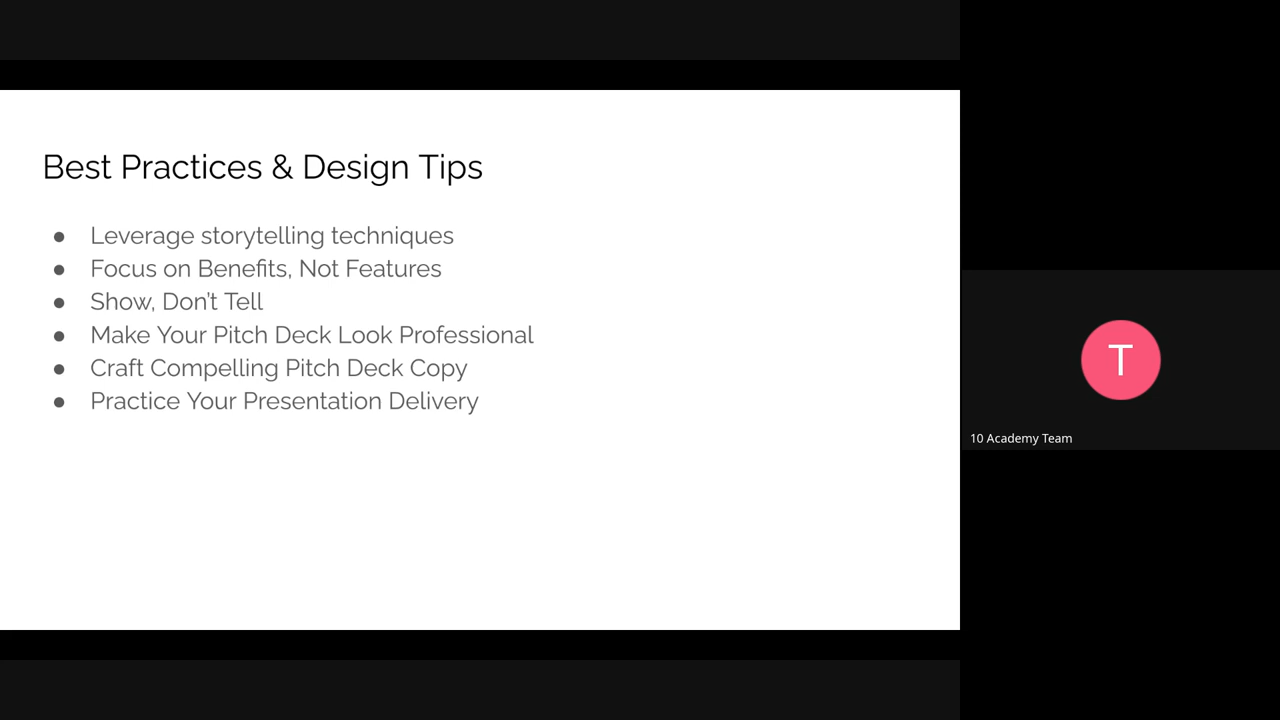 Best Practices & Design Tips
● Leverage storytelling techniques
● Focus on Benefits, Not Features
● Show, Don’t Tell
● Make Your Pitch Deck Look Professional
● Craft Compelling Pitch Deck Copy
● Practice Your Presentation Delivery
T
10 Academy Team